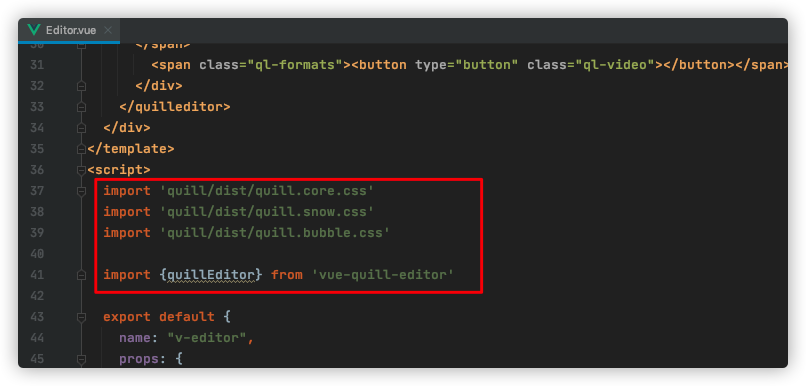 Editor.vue
30 </span>
31 <span class="ql-formats"><button type="button" class="ql-video"></button></span>
32 </div>
33 </quilleditor>
34 </div>
35 </template>
36 <script>
37 import 'quill/dist/quill.core.css'
38 import 'quill/dist/quill.snow.css'
39 import 'quill/dist/quill.bubble.css'
40
41 import {quillEditor} from 'vue-quill-editor'
42
43 export default {
44 name: "v-editor",
45 props: {